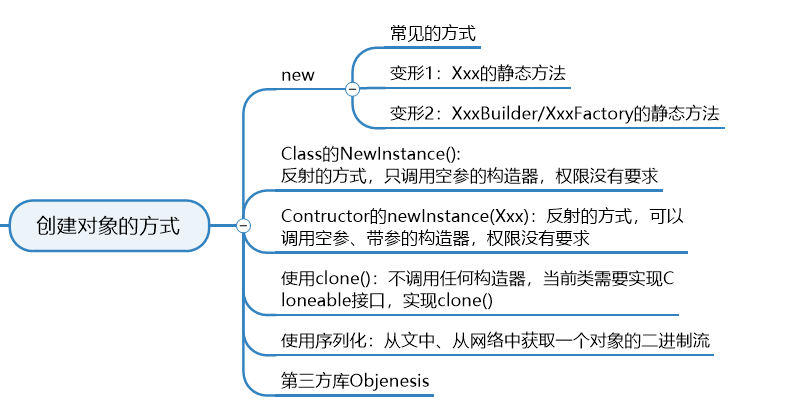 常见的方式
new
变形1：Xxx的静态方法
变形2：XxxBuilder/XxxFactory的静态方法
Class的NewInstance():
反射的方式，只调用空参的构造器，权限没有要求
创建对象的方式
Contructor的newInstance(Xxx)：反射的方式，可以
调用空参、带参的构造器，权限没有要求
使用clone()：不调用任何构造器，当前类需要实现C
loneable接口，实现clone()
使用序列化：从文中、从网络中获取一个对象的二进制流
第三方库Objenesis